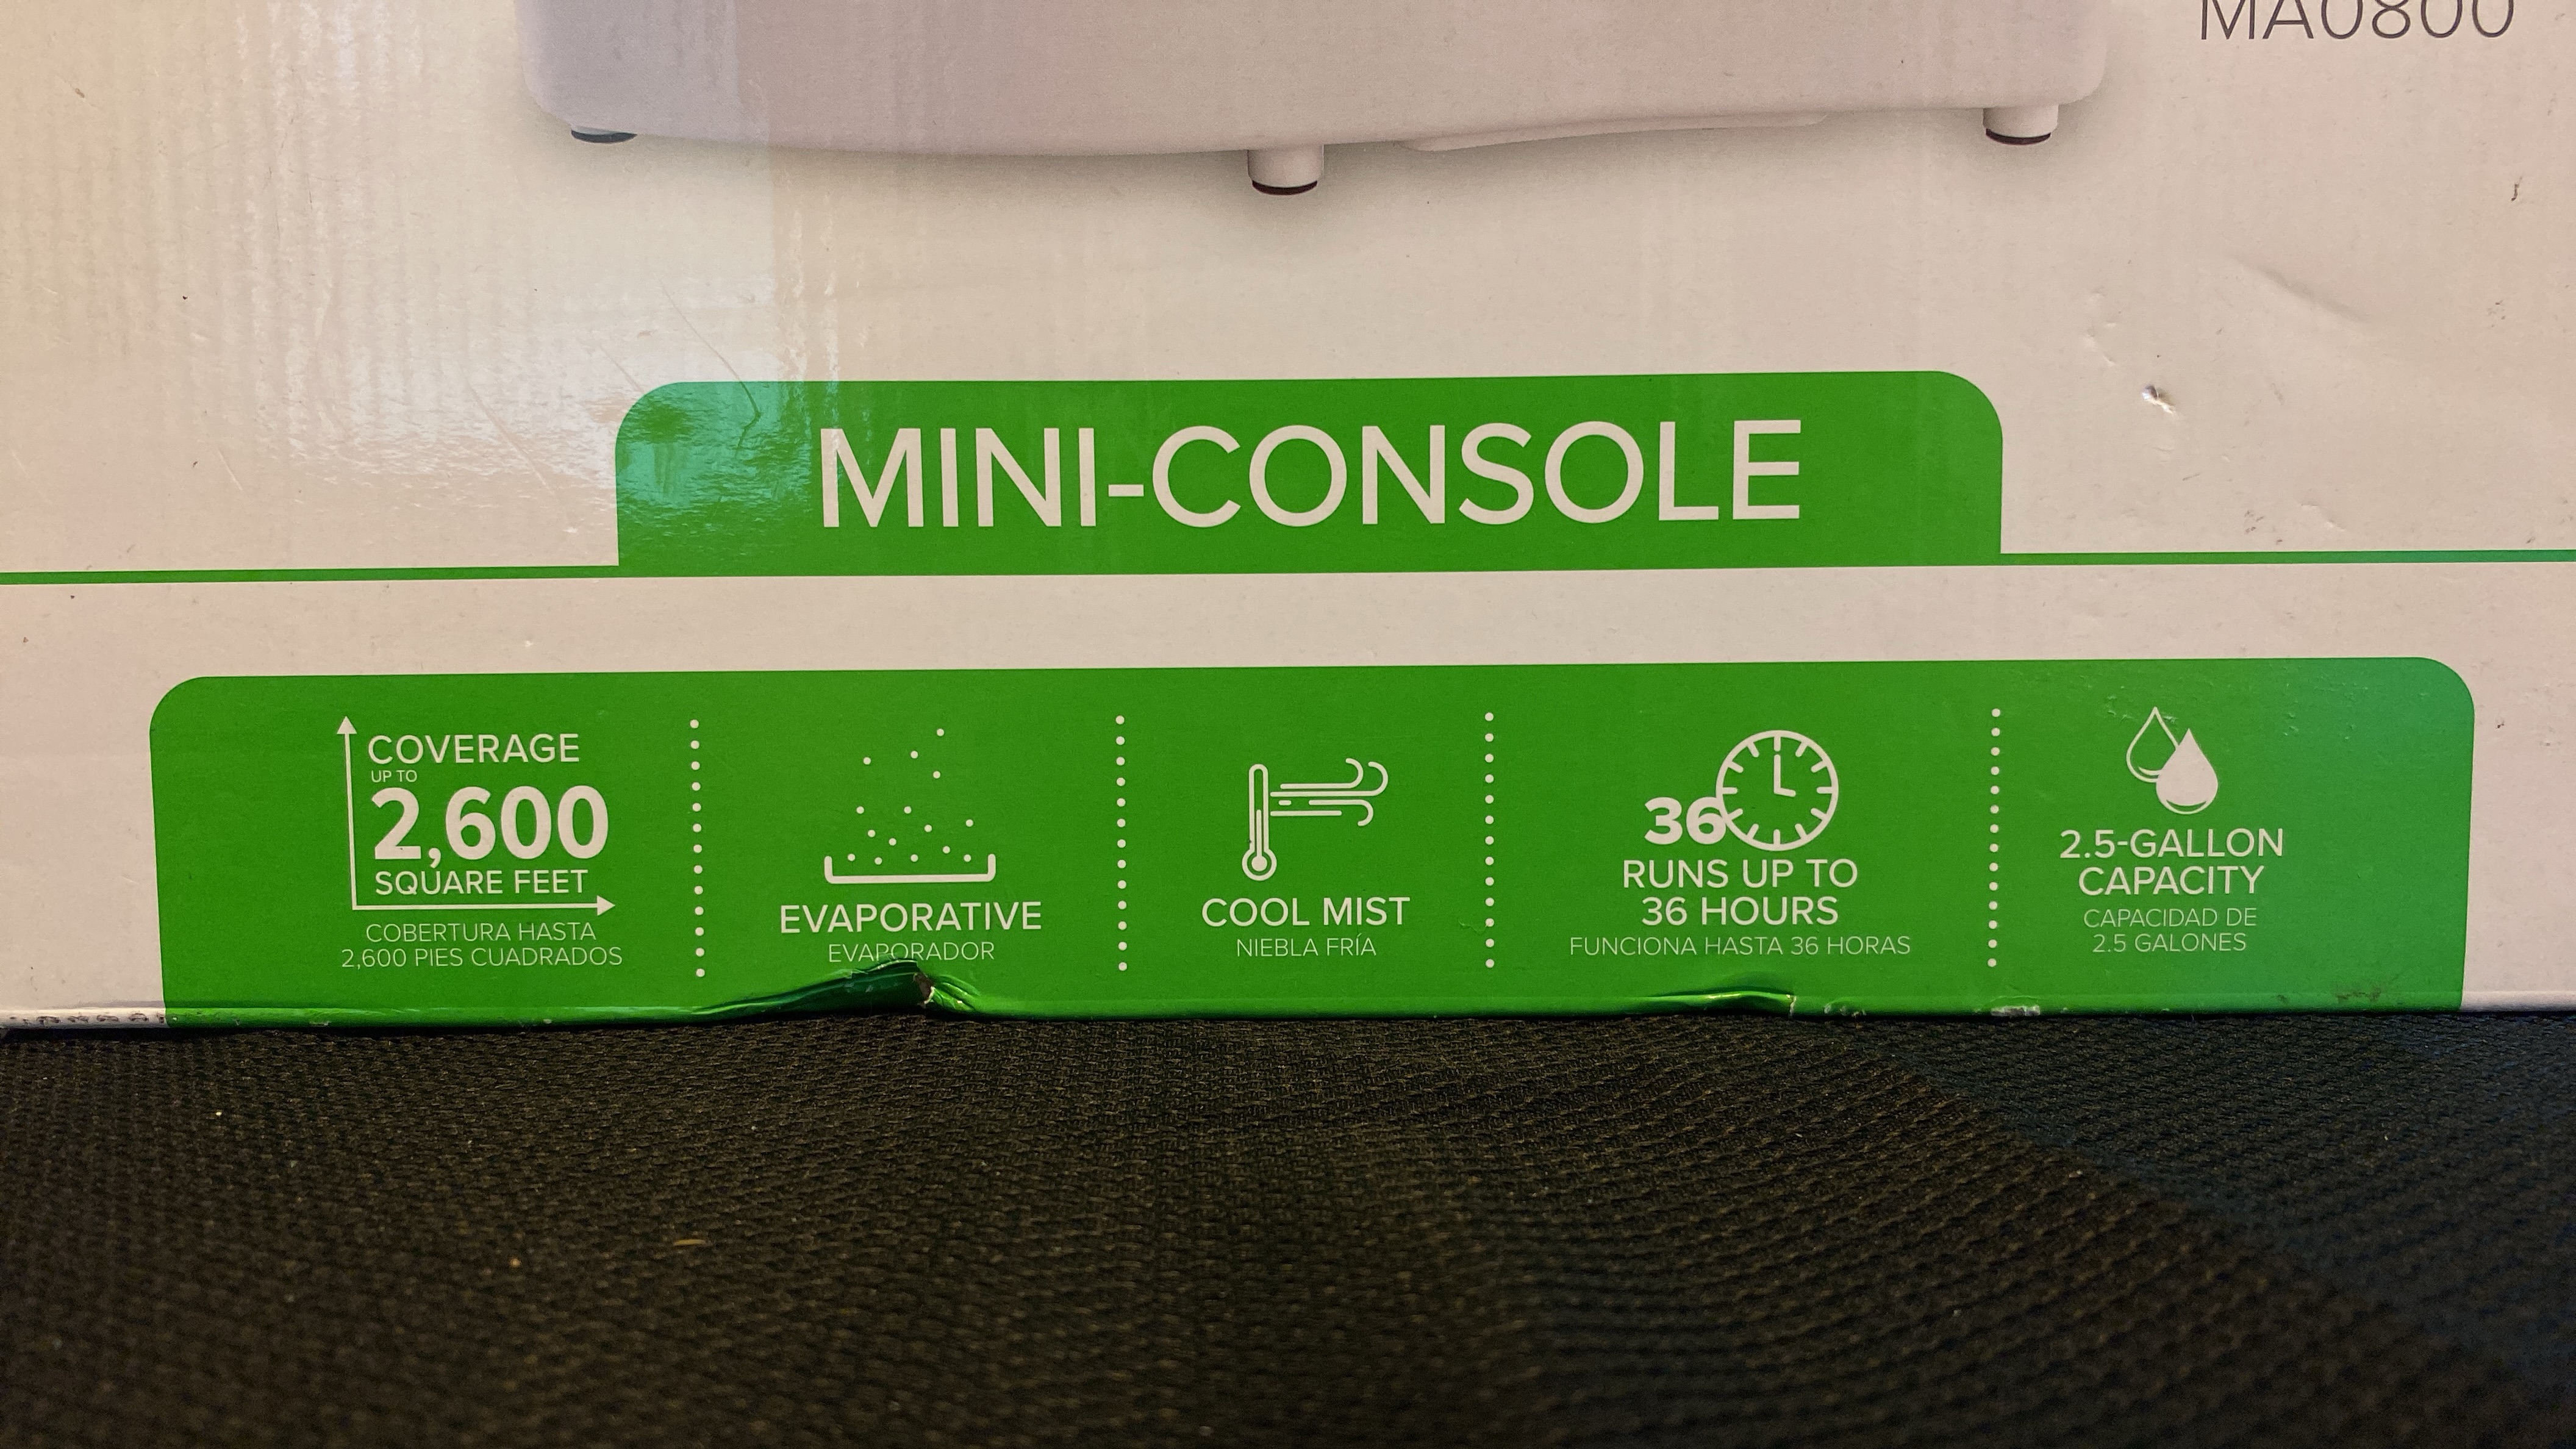 MA0800
MINI-CONSOLE
COVERAGE
UP TO
2,600
SQUARE FEET
COBERTURA HASTA
2,600 PIES CUADRADOS
EVAPORATIVE
EVAPORADOR
COOL MIST
NIEBLA FRÍA
36
RUNS UP TO
36 HOURS
FUNCIONA HASTA 36 HORAS
2.5-GALLON
CAPACITY
CAPACIDAD DE
2.5 GALONES